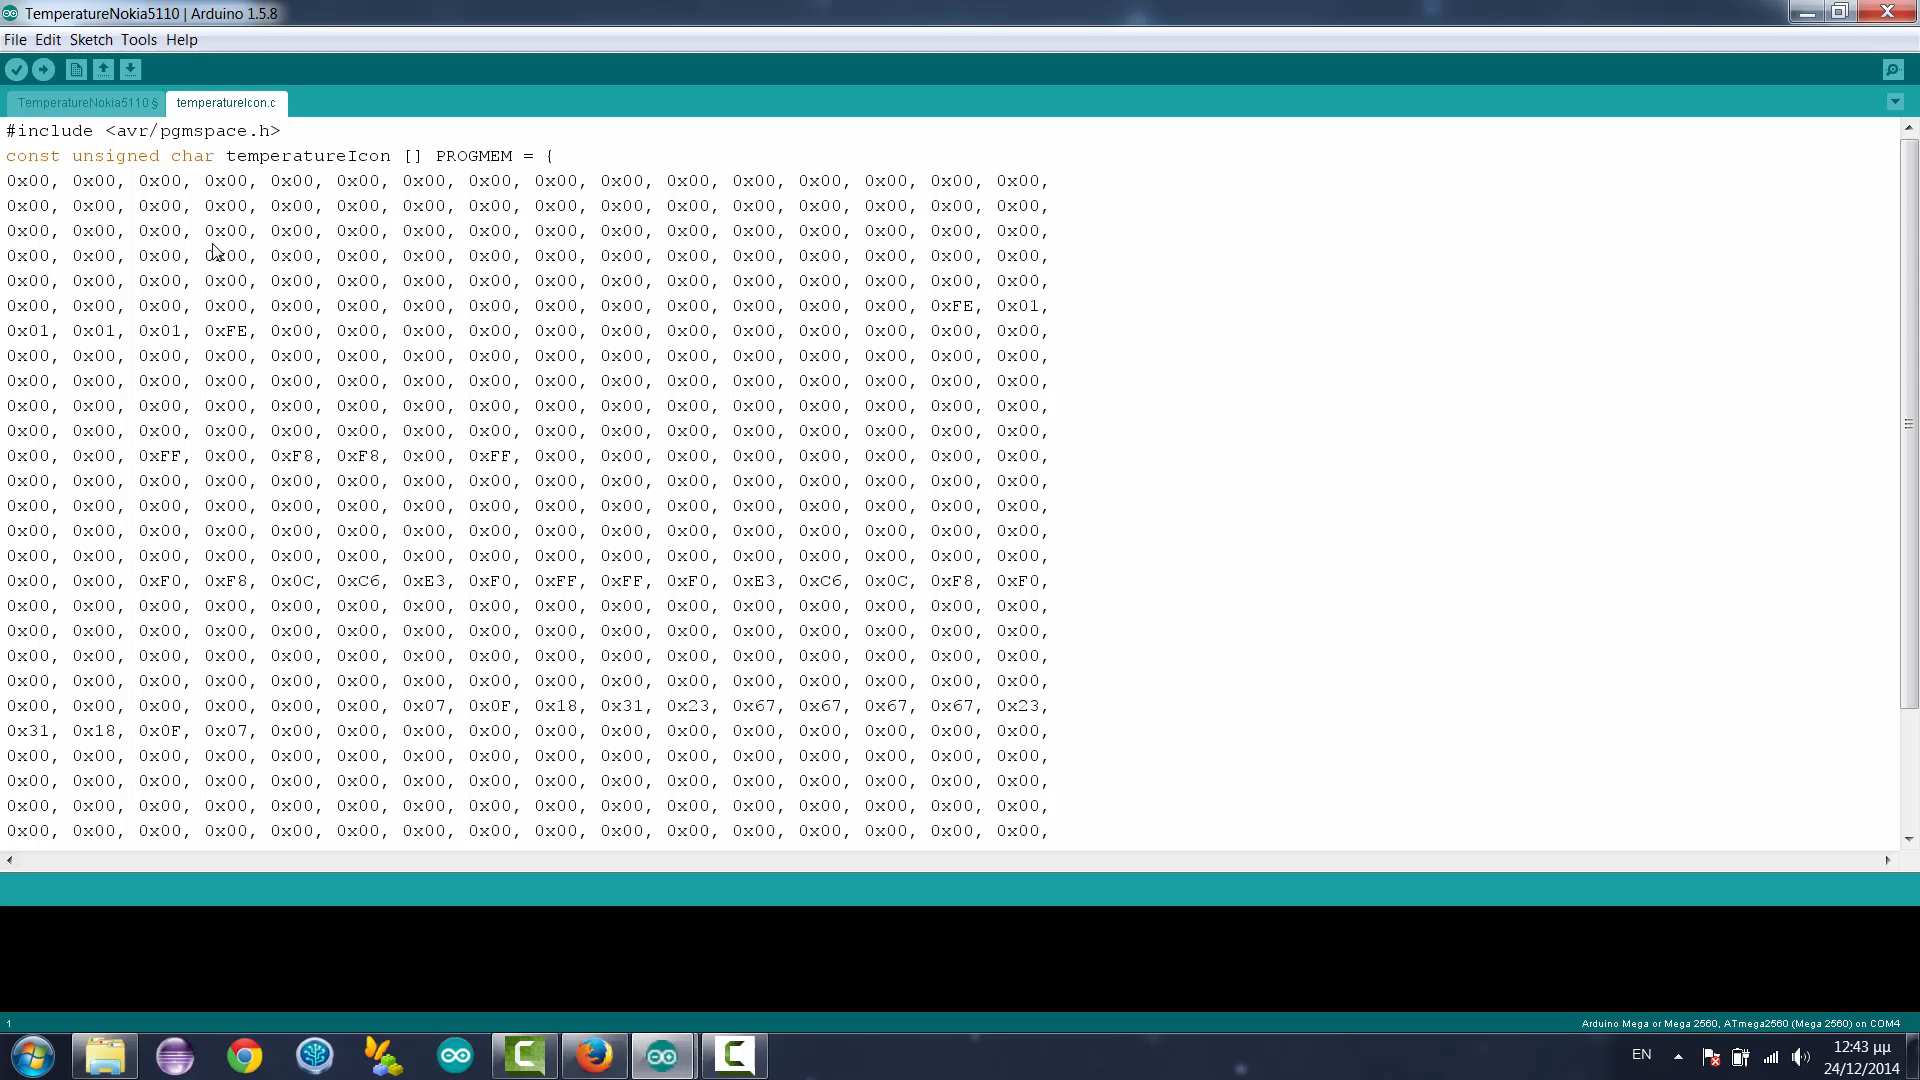 TemperatureNokia5110 | Arduino 1.5.8
File Edit Sketch Tools Help
TemperatureNokia5110 § temperatureIcon.c
#include <avr/pgmspace.h>
const unsigned char temperatureIcon [] PROGMEM = {
0x00, 0x00, 0x00, 0x00, 0x00, 0x00, 0x00, 0x00, 0x00, 0x00, 0x00, 0x00, 0x00, 0x00, 0x00, 0x00,
0x00, 0x00, 0x00, 0x00, 0x00, 0x00, 0x00, 0x00, 0x00, 0x00, 0x00, 0x00, 0x00, 0x00, 0x00, 0x00,
0x00, 0x00, 0x00, 0x00, 0x00, 0x00, 0x00, 0x00, 0x00, 0x00, 0x00, 0x00, 0x00, 0x00, 0x00, 0x00,
0x00, 0x00, 0x00, 0x00, 0x00, 0x00, 0x00, 0x00, 0x00, 0x00, 0x00, 0x00, 0x00, 0x00, 0x00, 0x00,
0x00, 0x00, 0x00, 0x00, 0x00, 0x00, 0x00, 0x00, 0x00, 0x00, 0x00, 0x00, 0x00, 0x00, 0x00, 0x00,
0x00, 0x00, 0x00, 0x00, 0x00, 0x00, 0x00, 0x00, 0x00, 0x00, 0x00, 0x00, 0x00, 0x00, 0xFE, 0x01,
0x01, 0x01, 0x01, 0xFE, 0x00, 0x00, 0x00, 0x00, 0x00, 0x00, 0x00, 0x00, 0x00, 0x00, 0x00, 0x00,
0x00, 0x00, 0x00, 0x00, 0x00, 0x00, 0x00, 0x00, 0x00, 0x00, 0x00, 0x00, 0x00, 0x00, 0x00, 0x00,
0x00, 0x00, 0x00, 0x00, 0x00, 0x00, 0x00, 0x00, 0x00, 0x00, 0x00, 0x00, 0x00, 0x00, 0x00, 0x00,
0x00, 0x00, 0x00, 0x00, 0x00, 0x00, 0x00, 0x00, 0x00, 0x00, 0x00, 0x00, 0x00, 0x00, 0x00, 0x00,
0x00, 0x00, 0x00, 0x00, 0x00, 0x00, 0x00, 0x00, 0x00, 0x00, 0x00, 0x00, 0x00, 0x00, 0x00, 0x00,
0x00, 0x00, 0xFF, 0x00, 0xF8, 0xF8, 0x00, 0xFF, 0x00, 0x00, 0x00, 0x00, 0x00, 0x00, 0x00, 0x00,
0x00, 0x00, 0x00, 0x00, 0x00, 0x00, 0x00, 0x00, 0x00, 0x00, 0x00, 0x00, 0x00, 0x00, 0x00, 0x00,
0x00, 0x00, 0x00, 0x00, 0x00, 0x00, 0x00, 0x00, 0x00, 0x00, 0x00, 0x00, 0x00, 0x00, 0x00, 0x00,
0x00, 0x00, 0x00, 0x00, 0x00, 0x00, 0x00, 0x00, 0x00, 0x00, 0x00, 0x00, 0x00, 0x00, 0x00, 0x00,
0x00, 0x00, 0x00, 0x00, 0x00, 0x00, 0x00, 0x00, 0x00, 0x00, 0x00, 0x00, 0x00, 0x00, 0x00, 0x00,
0x00, 0x00, 0xF0, 0xF8, 0x0C, 0xC6, 0xE3, 0xF0, 0xFF, 0xFF, 0xF0, 0xE3, 0xC6, 0x0C, 0xF8, 0xF0,
0x00, 0x00, 0x00, 0x00, 0x00, 0x00, 0x00, 0x00, 0x00, 0x00, 0x00, 0x00, 0x00, 0x00, 0x00, 0x00,
0x00, 0x00, 0x00, 0x00, 0x00, 0x00, 0x00, 0x00, 0x00, 0x00, 0x00, 0x00, 0x00, 0x00, 0x00, 0x00,
0x00, 0x00, 0x00, 0x00, 0x00, 0x00, 0x00, 0x00, 0x00, 0x00, 0x00, 0x00, 0x00, 0x00, 0x00, 0x00,
0x00, 0x00, 0x00, 0x00, 0x00, 0x00, 0x00, 0x00, 0x00, 0x00, 0x00, 0x00, 0x00, 0x00, 0x00, 0x00,
0x00, 0x00, 0x00, 0x00, 0x00, 0x00, 0x07, 0x0F, 0x18, 0x31, 0x23, 0x67, 0x67, 0x67, 0x67, 0x23,
0x31, 0x18, 0x0F, 0x07, 0x00, 0x00, 0x00, 0x00, 0x00, 0x00, 0x00, 0x00, 0x00, 0x00, 0x00, 0x00,
0x00, 0x00, 0x00, 0x00, 0x00, 0x00, 0x00, 0x00, 0x00, 0x00, 0x00, 0x00, 0x00, 0x00, 0x00, 0x00,
0x00, 0x00, 0x00, 0x00, 0x00, 0x00, 0x00, 0x00, 0x00, 0x00, 0x00, 0x00, 0x00, 0x00, 0x00, 0x00,
0x00, 0x00, 0x00, 0x00, 0x00, 0x00, 0x00, 0x00, 0x00, 0x00, 0x00, 0x00, 0x00, 0x00, 0x00, 0x00,
0x00, 0x00, 0x00, 0x00, 0x00, 0x00, 0x00, 0x00, 0x00, 0x00, 0x00, 0x00, 0x00, 0x00, 0x00, 0x00,
1
Arduino Mega or Mega 2560, ATmega2560 (Mega 2560) on COM4
EN
12:43 μμ
24/12/2014